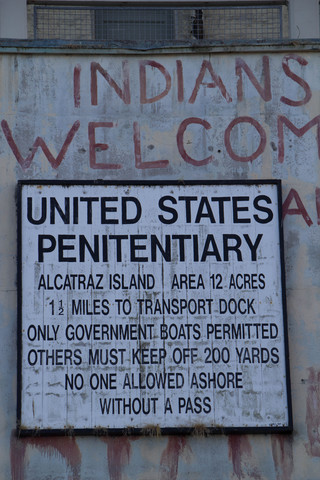 INDIANS
WELCOM
UNITED STATES
PENITENTIARY
ALCATRAZ ISLAND AREA 12 ACRES
1½ MILES TO TRANSPORT DOCK
ONLY GOVERNMENT BOATS PERMITTED
OTHERS MUST KEEP OFF 200 YARDS
NO ONE ALLOWED ASHORE
WITHOUT A PASS